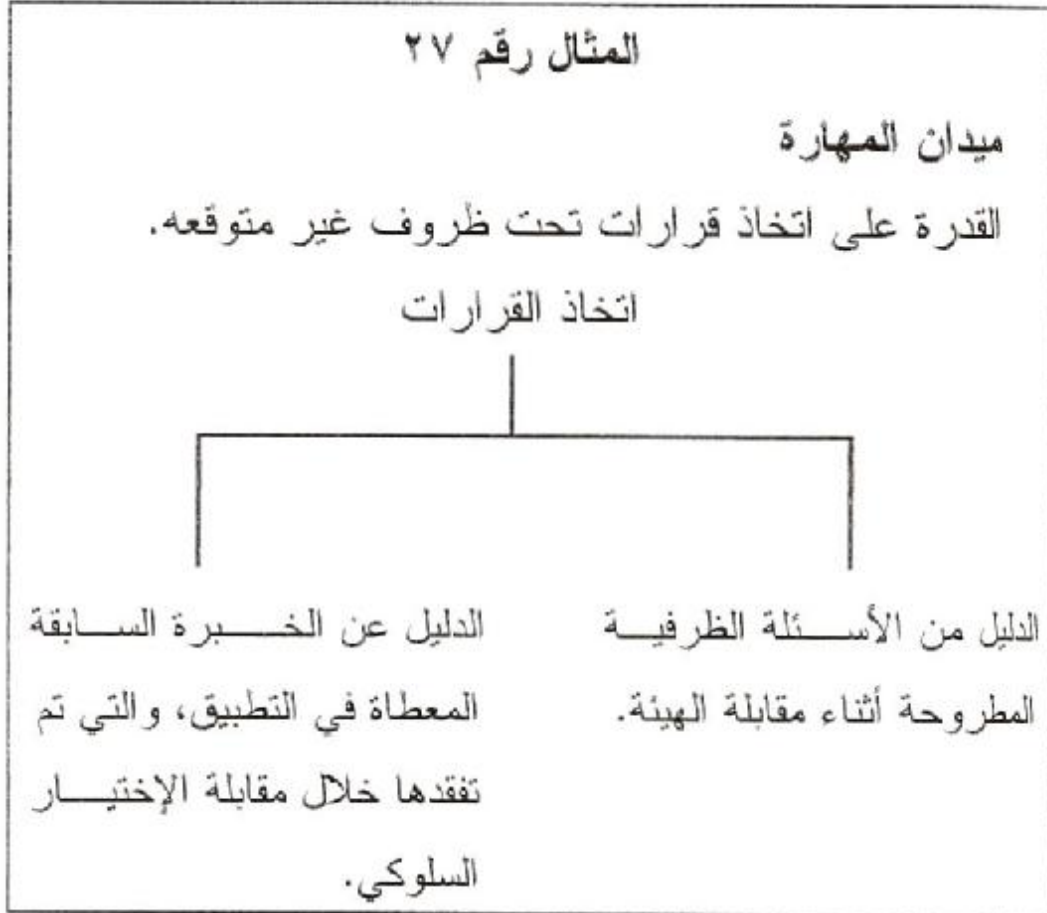 المثال رقم ٢٧
ميدان المهارة
القدرة على اتخاذ قرارات تحت ظروف غير متوقعه.
اتخاذ القرارات
الدليل من الأسئلة الظرفية
المطروحة أثناء مقابلة الهيئة.
الدليل عن الخبرة السابقة
المعطاة في التطبيق، والتي تم
تفقدها خلال مقابلة الإختيار
السلوكي.